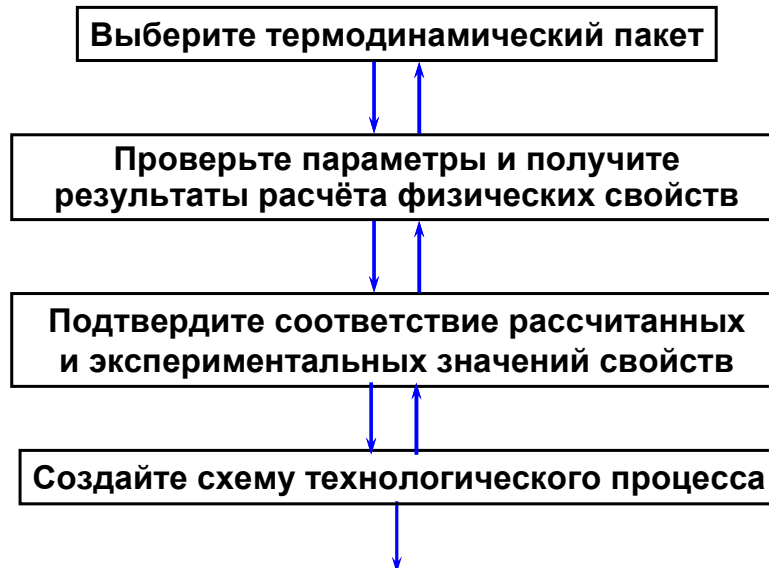 Выберите термодинамический пакет
Проверьте параметры и получите
результаты расчёта физических свойств
Подтвердите соответствие рассчитанных
и экспериментальных значений свойств
Создайте схему технологического процесса